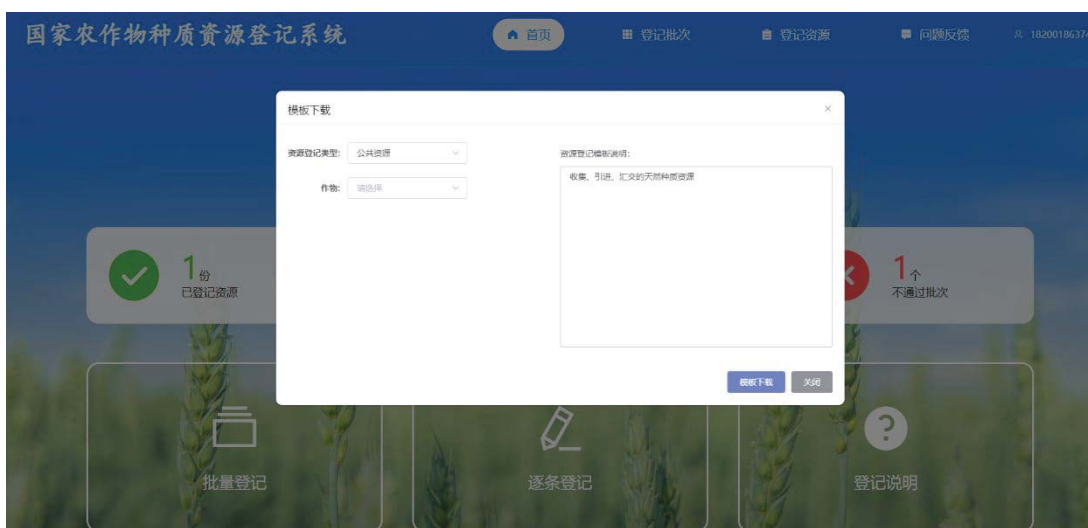 国家农作物种质资源登记系统
首页
登记批次
登记资源
问题反馈
1820018637
模板下载
×
资源登记类型:
公共资源
作物:
请选择
资源登记模板说明:
收集、引进、汇交的天然种质资源
1份
已登记资源
1个
不通过批次
模板下载
关闭
批量登记
逐条登记
?
登记说明